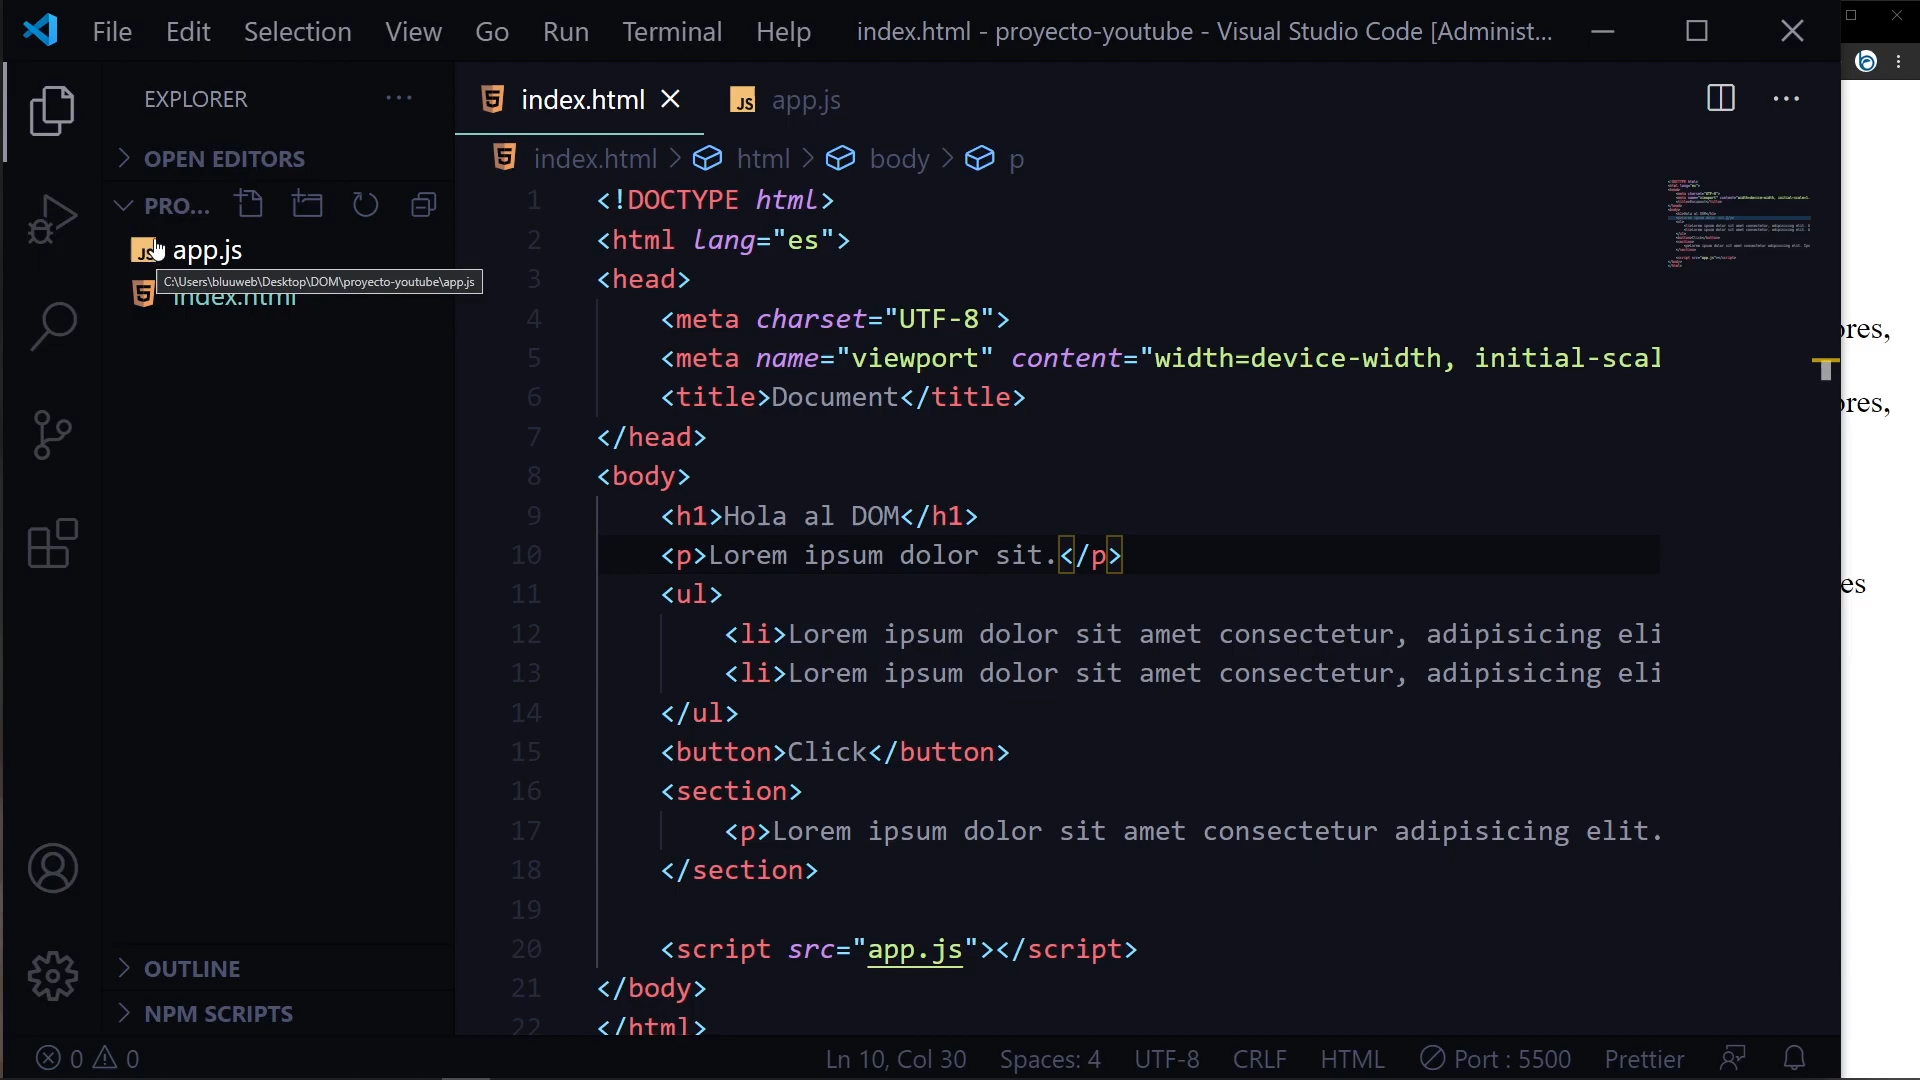 File Edit Selection View Go Run Terminal Help index.html - proyecto-youtube - Visual Studio Code [Administ...
EXPLORER
OPEN EDITORS
PRO...
JS app.js
C:\Users\bluuweb\Desktop\DOM\proyecto-youtube\app.js
5 index.html
OUTLINE
NPM SCRIPTS
5 index.html JS app.js
5 index.html > html > body > p
1 <!DOCTYPE html>
2 <html lang="es">
3 <head>
4 <meta charset="UTF-8">
5 <meta name="viewport" content="width=device-width, initial-scal
6 <title>Document</title>
7 </head>
8 <body>
9 <h1>Hola al DOM</h1>
10 <p>Lorem ipsum dolor sit.</p>
11 <ul>
12 <li>Lorem ipsum dolor sit amet consectetur, adipisicing eli
13 <li>Lorem ipsum dolor sit amet consectetur, adipisicing eli
14 </ul>
15 <button>Click</button>
16 <section>
17 <p>Lorem ipsum dolor sit amet consectetur adipisicing elit.
18 </section>
19
20 <script src="app.js"></script>
21 </body>
22 </html>
ores,
ores,
es
0 0 Ln 10, Col 30 Spaces: 4 UTF-8 CRLF HTML Port : 5500 Prettier